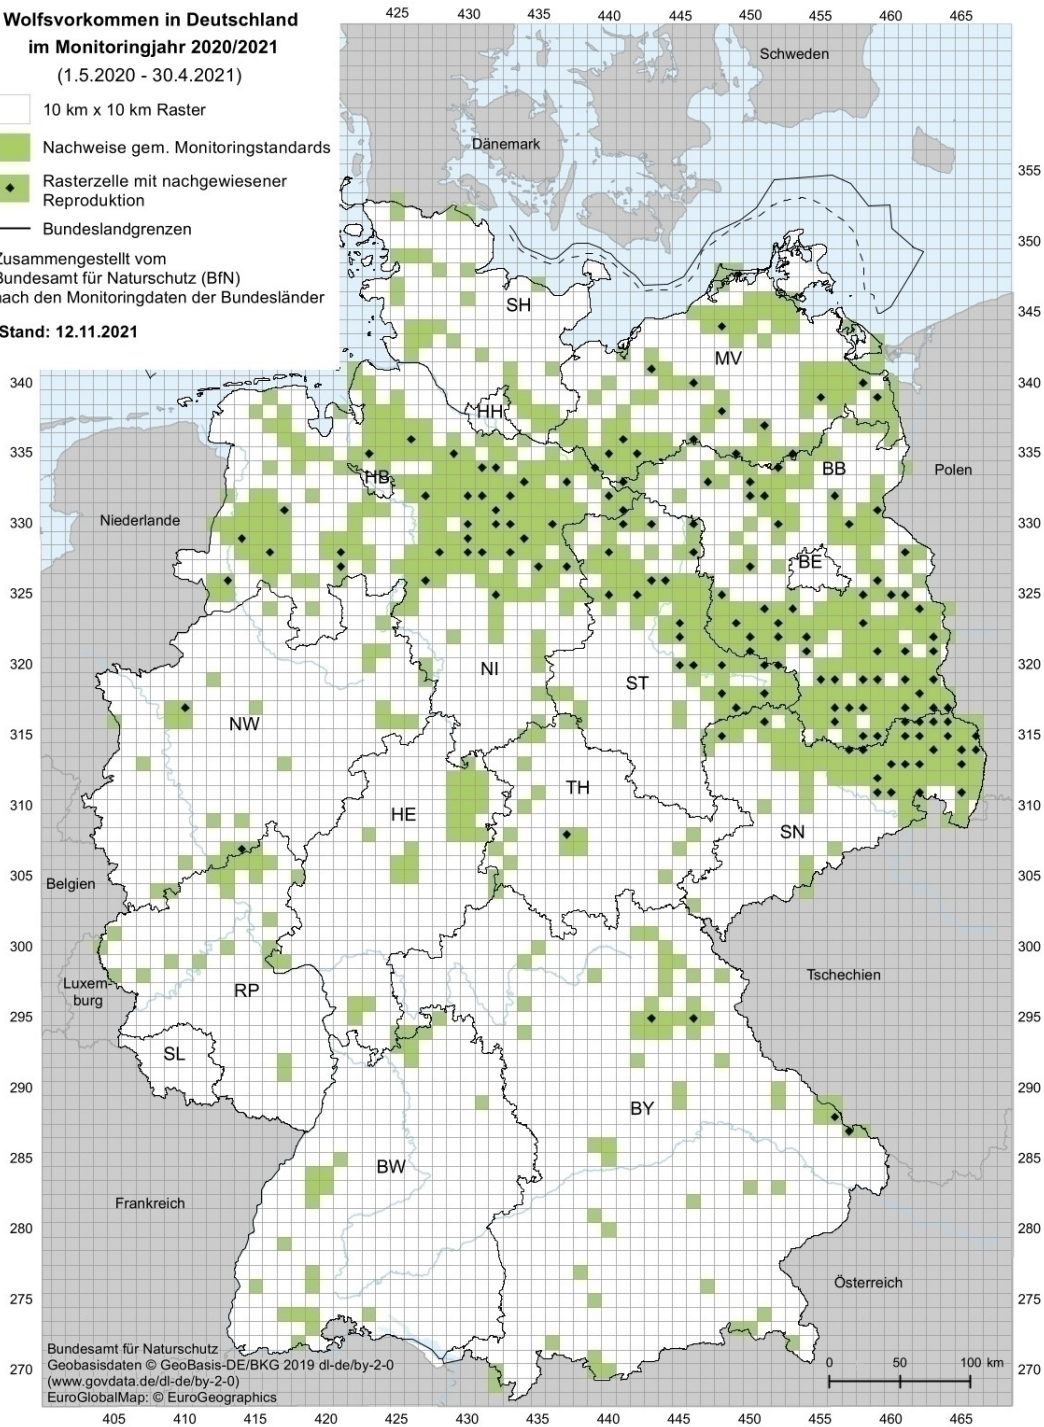 Wolfsvorkommen in Deutschland
im Monitoringjahr 2020/2021
(1.5.2020 - 30.4.2021)
10 km x 10 km Raster
Nachweise gem. Monitoringstandards
Rasterzelle mit nachgewiesener
Reproduktion
Bundeslandgrenzen
Zusammengestellt vom
Bundesamt für Naturschutz (BfN)
nach den Monitoringdaten der Bundesländer
Stand: 12.11.2021
425 430 435 440 445 450 455 460 465
Schweden
Dänemark
355
350
SH
345
MV
340 340
HH
335 335
HB
BB
Polen
Niederlande
330 330
BE
325 325
320 320
NI
ST
NW
315 315
TH
310 310
HE
SN
305 305
Belgien
300 300
Tschechien
Luxem-
burg
RP
295 295
SL
290 290
BY
285 285
BW
Frankreich
280 280
Österreich
275 275
Bundesamt für Naturschutz
Geobasisdaten © GeoBasis-DE/BKG 2019 dl-de/by-2-0
(www.govdata.de/dl-de/by-2-0)
EuroGlobalMap: © EuroGeographics
0 50 100 km
270 270
405 410 415 420 425 430 435 440 445 450 455 460 465